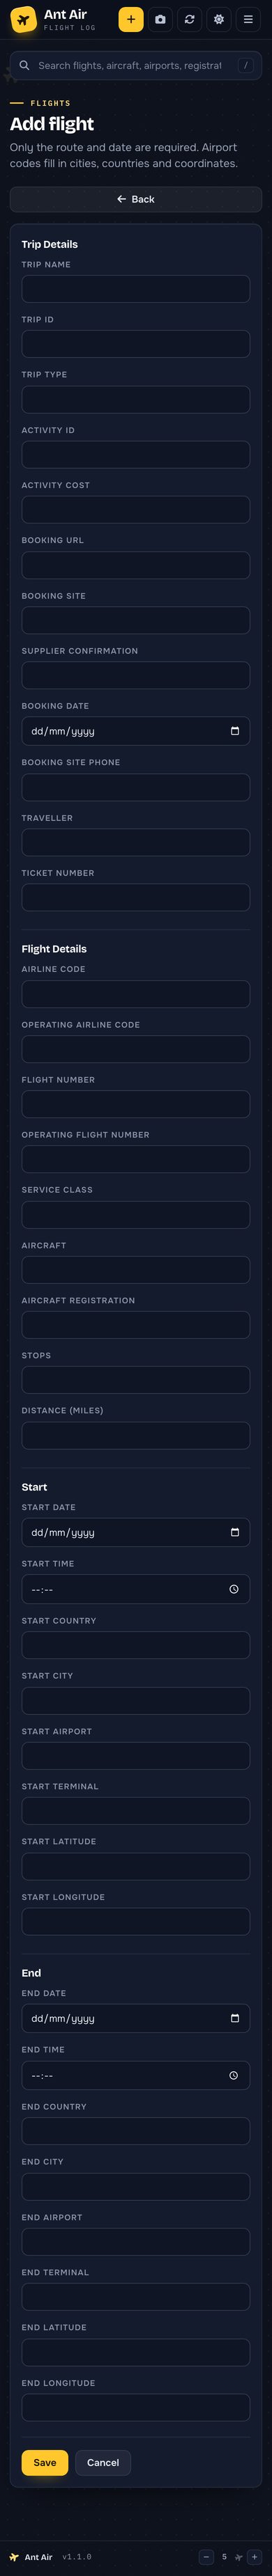 Ant Air
FLIGHT LOG
Search flights, aircraft, airports, registrat
/
FLIGHTS
Add flight
Only the route and date are required. Airport
codes fill in cities, countries and coordinates.
Back
Trip Details
TRIP NAME
TRIP ID
TRIP TYPE
ACTIVITY ID
ACTIVITY COST
BOOKING URL
BOOKING SITE
SUPPLIER CONFIRMATION
BOOKING DATE
dd/mm/yyyy
BOOKING SITE PHONE
TRAVELLER
TICKET NUMBER
Flight Details
AIRLINE CODE
OPERATING AIRLINE CODE
FLIGHT NUMBER
OPERATING FLIGHT NUMBER
SERVICE CLASS
AIRCRAFT
AIRCRAFT REGISTRATION
STOPS
DISTANCE (MILES)
Start
START DATE
dd/mm/yyyy
START TIME
--:--
START COUNTRY
START CITY
START AIRPORT
START TERMINAL
START LATITUDE
START LONGITUDE
End
END DATE
dd/mm/yyyy
END TIME
--:--
END COUNTRY
END CITY
END AIRPORT
END TERMINAL
END LATITUDE
END LONGITUDE
Save Cancel
Ant Air v1.1.0 − 5 +